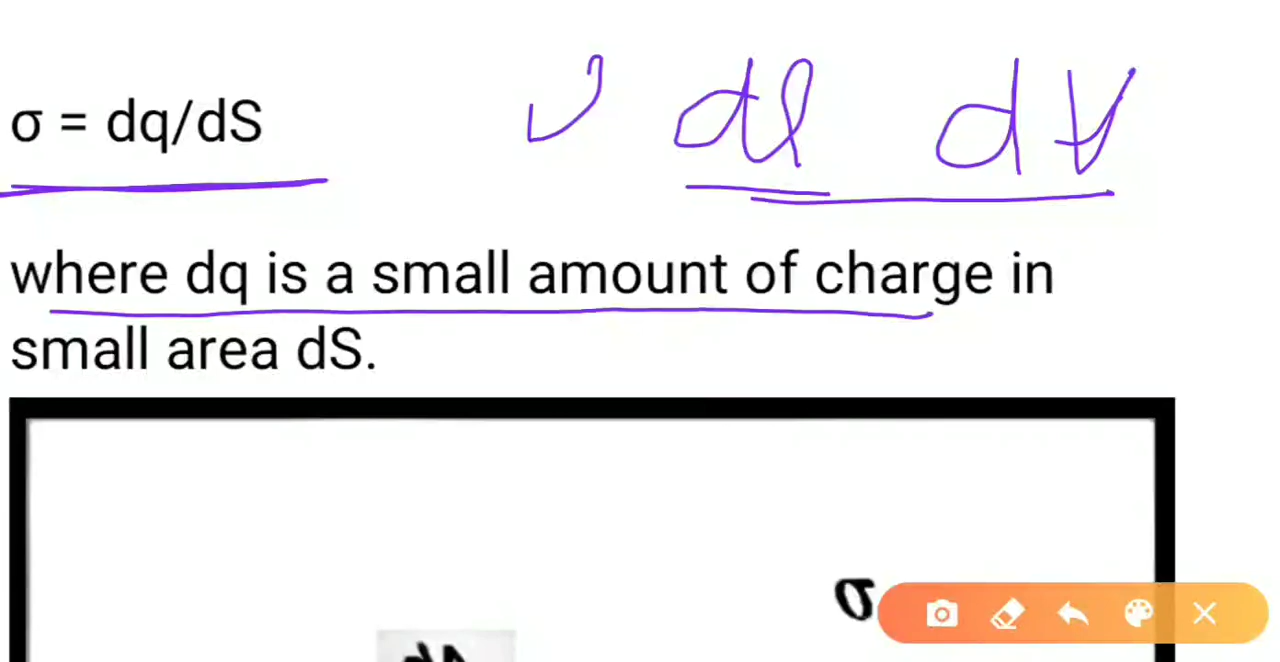 σ = dq/dS
dl dV
where dq is a small amount of charge in
small area dS.
σ